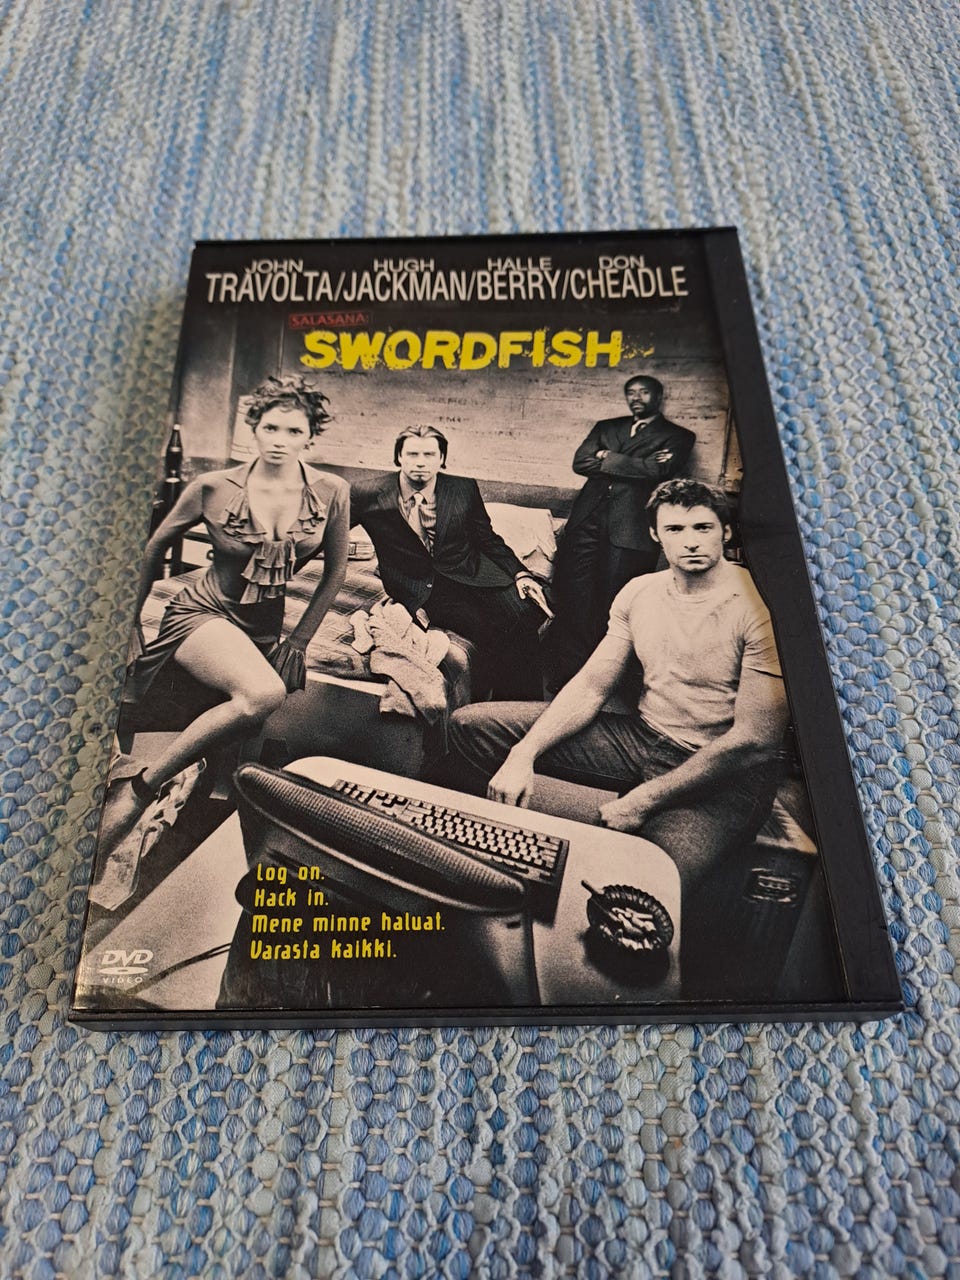 JOHN HUGH HALLE DON
TRAVOLTA/JACKMAN/BERRY/CHEADLE
SALASANA:
SWORDFISH
Log on.
Hack in.
Mene minne haluat.
Varasta kaikki.
DVD
VIDEO